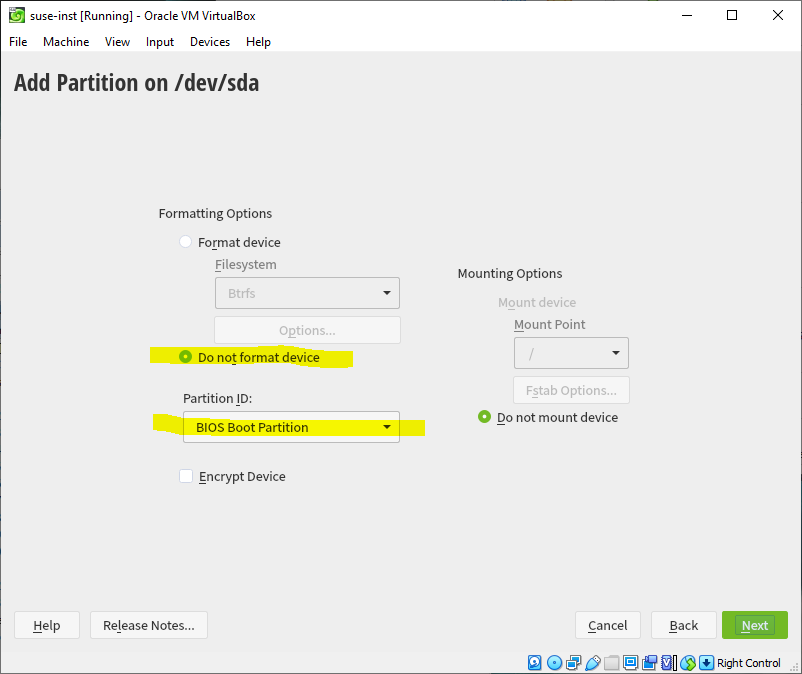 suse-inst [Running] - Oracle VM VirtualBox
File Machine View Input Devices Help
Add Partition on /dev/sda
Formatting Options
Format device
Filesystem
Btrfs
Options...
Do not format device
Partition ID:
BIOS Boot Partition
Encrypt Device
Mounting Options
Mount device
Mount Point
/
Fstab Options...
Do not mount device
Help
Release Notes...
Cancel
Back
Next
Right Control